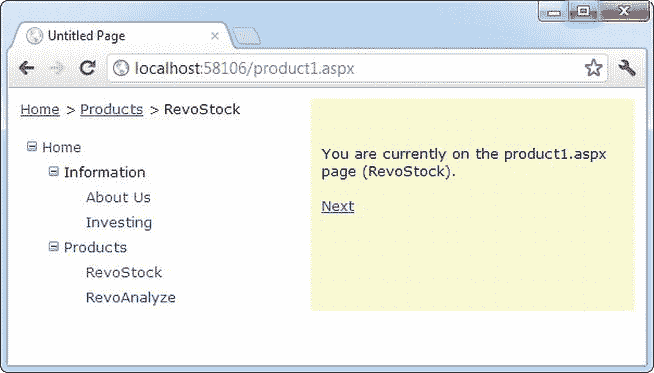 Untitled Page
localhost:58106/product1.aspx
Home > Products > RevoStock
Home
Information
About Us
Investing
Products
RevoStock
RevoAnalyze
You are currently on the product1.aspx
page (RevoStock).
Next